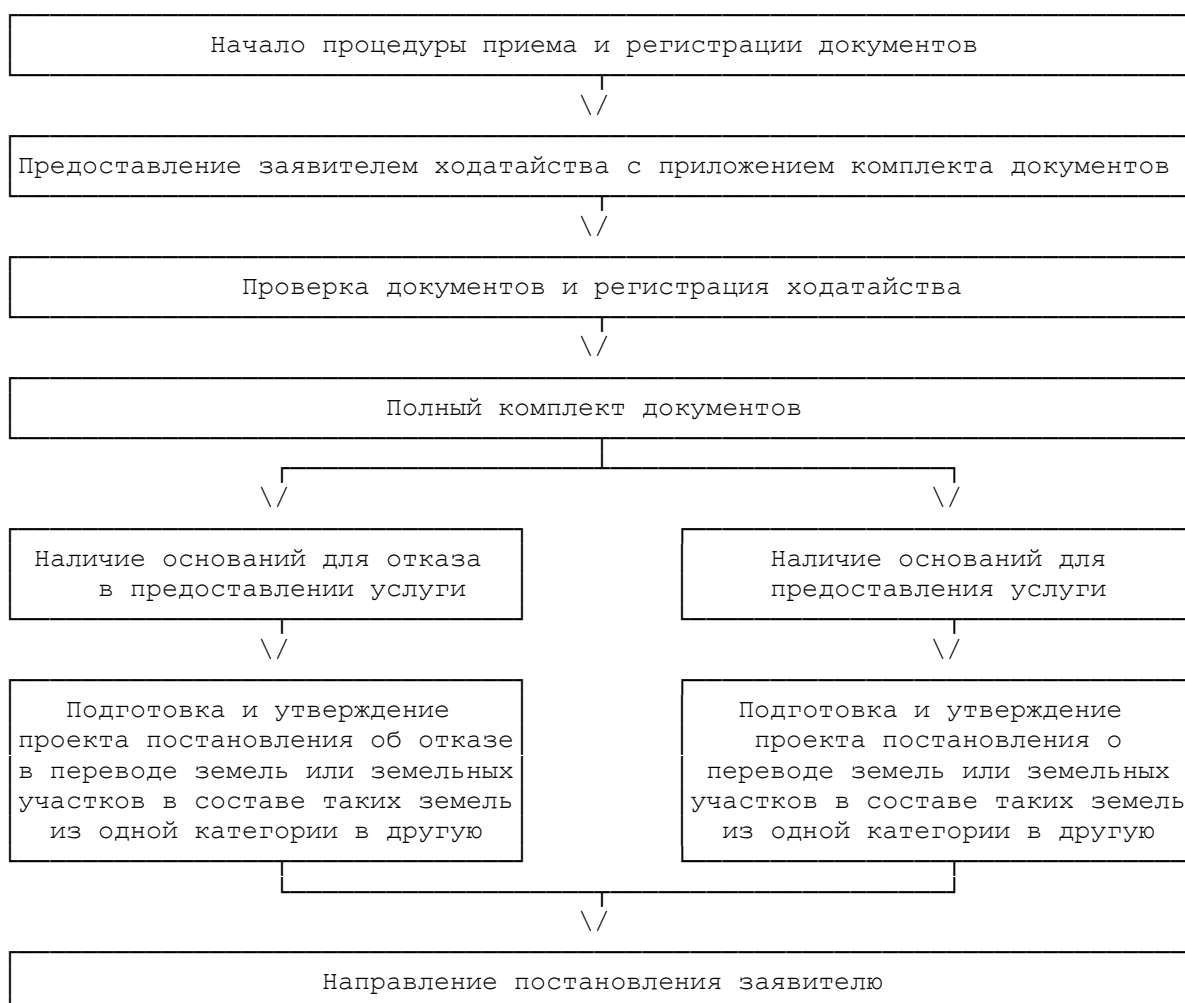 Начало процедуры приема и регистрации документов
\/
Предоставление заявителем ходатайства с приложением комплекта документов
\/
Проверка документов и регистрация ходатайства
\/
Полный комплект документов
\/ \/
Наличие оснований для отказа
в предоставлении услуги
Наличие оснований для
предоставления услуги
\/ \/
Подготовка и утверждение
проекта постановления об отказе
в переводе земель или земельных
участков в составе таких земель
из одной категории в другую
Подготовка и утверждение
проекта постановления о
переводе земель или земельных
участков в составе таких земель
из одной категории в другую
\/
Направление постановления заявителю